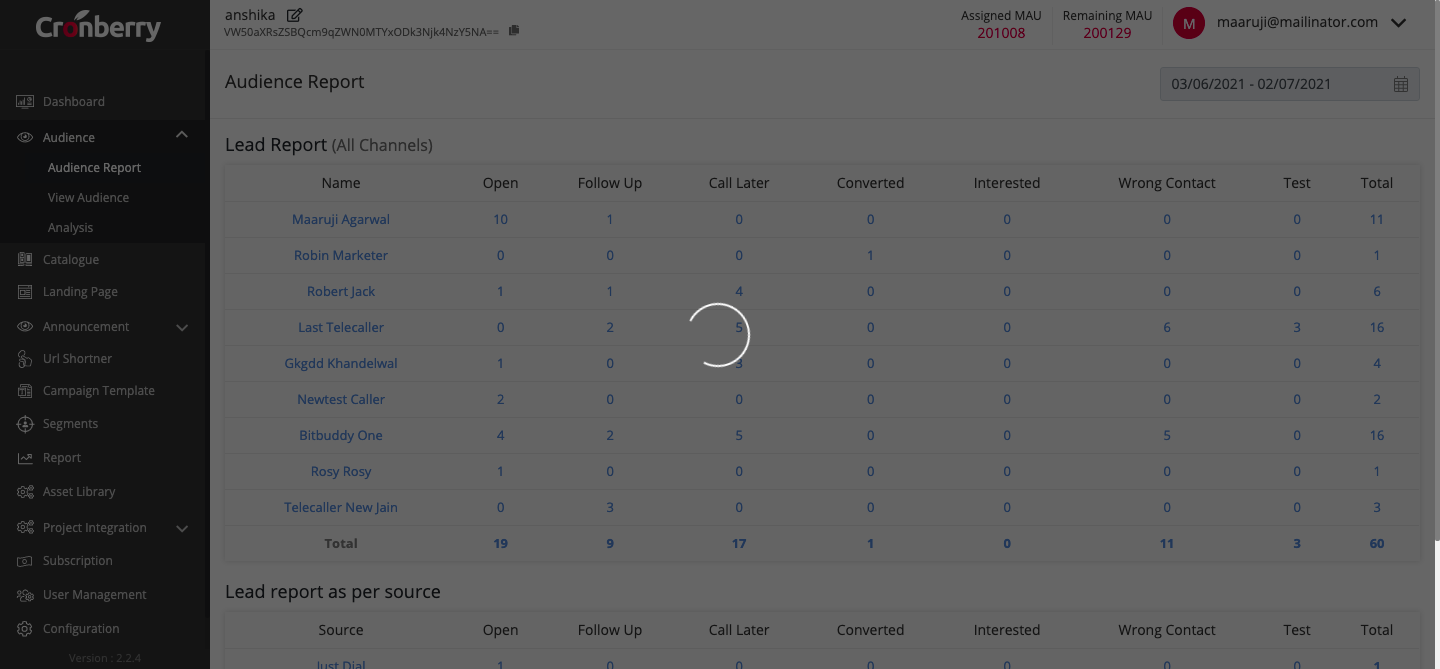 Cronberry
anshika
VW50aXRsZSBQcm9qZWN0MTYxODk3Njk4NzY5NA==
Assigned MAU
201008
Remaining MAU
200129
M
maaruji@mailinator.com
Dashboard
Audience
Audience Report
View Audience
Analysis
Catalogue
Landing Page
Announcement
Url Shortner
Campaign Template
Segments
Report
Asset Library
Project Integration
Subscription
User Management
Configuration
Version : 2.2.4
Audience Report
03/06/2021 - 02/07/2021
Lead Report (All Channels)
Name Open Follow Up Call Later Converted Interested Wrong Contact Test Total
Maaruji Agarwal 10 1 0 0 0 0 0 11
Robin Marketer 0 0 0 1 0 0 0 1
Robert Jack 1 1 4 0 0 0 0 6
Last Telecaller 0 2 5 0 0 6 3 16
Gkgdd Khandelwal 1 0 3 0 0 0 0 4
Newtest Caller 2 0 0 0 0 0 0 2
Bitbuddy One 4 2 5 0 0 5 0 16
Rosy Rosy 1 0 0 0 0 0 0 1
Telecaller New Jain 0 3 0 0 0 0 0 3
Total 19 9 17 1 0 11 3 60
Lead report as per source
Source Open Follow Up Call Later Converted Interested Wrong Contact Test Total
Just Dial 1 0 0 0 0 0 0 1